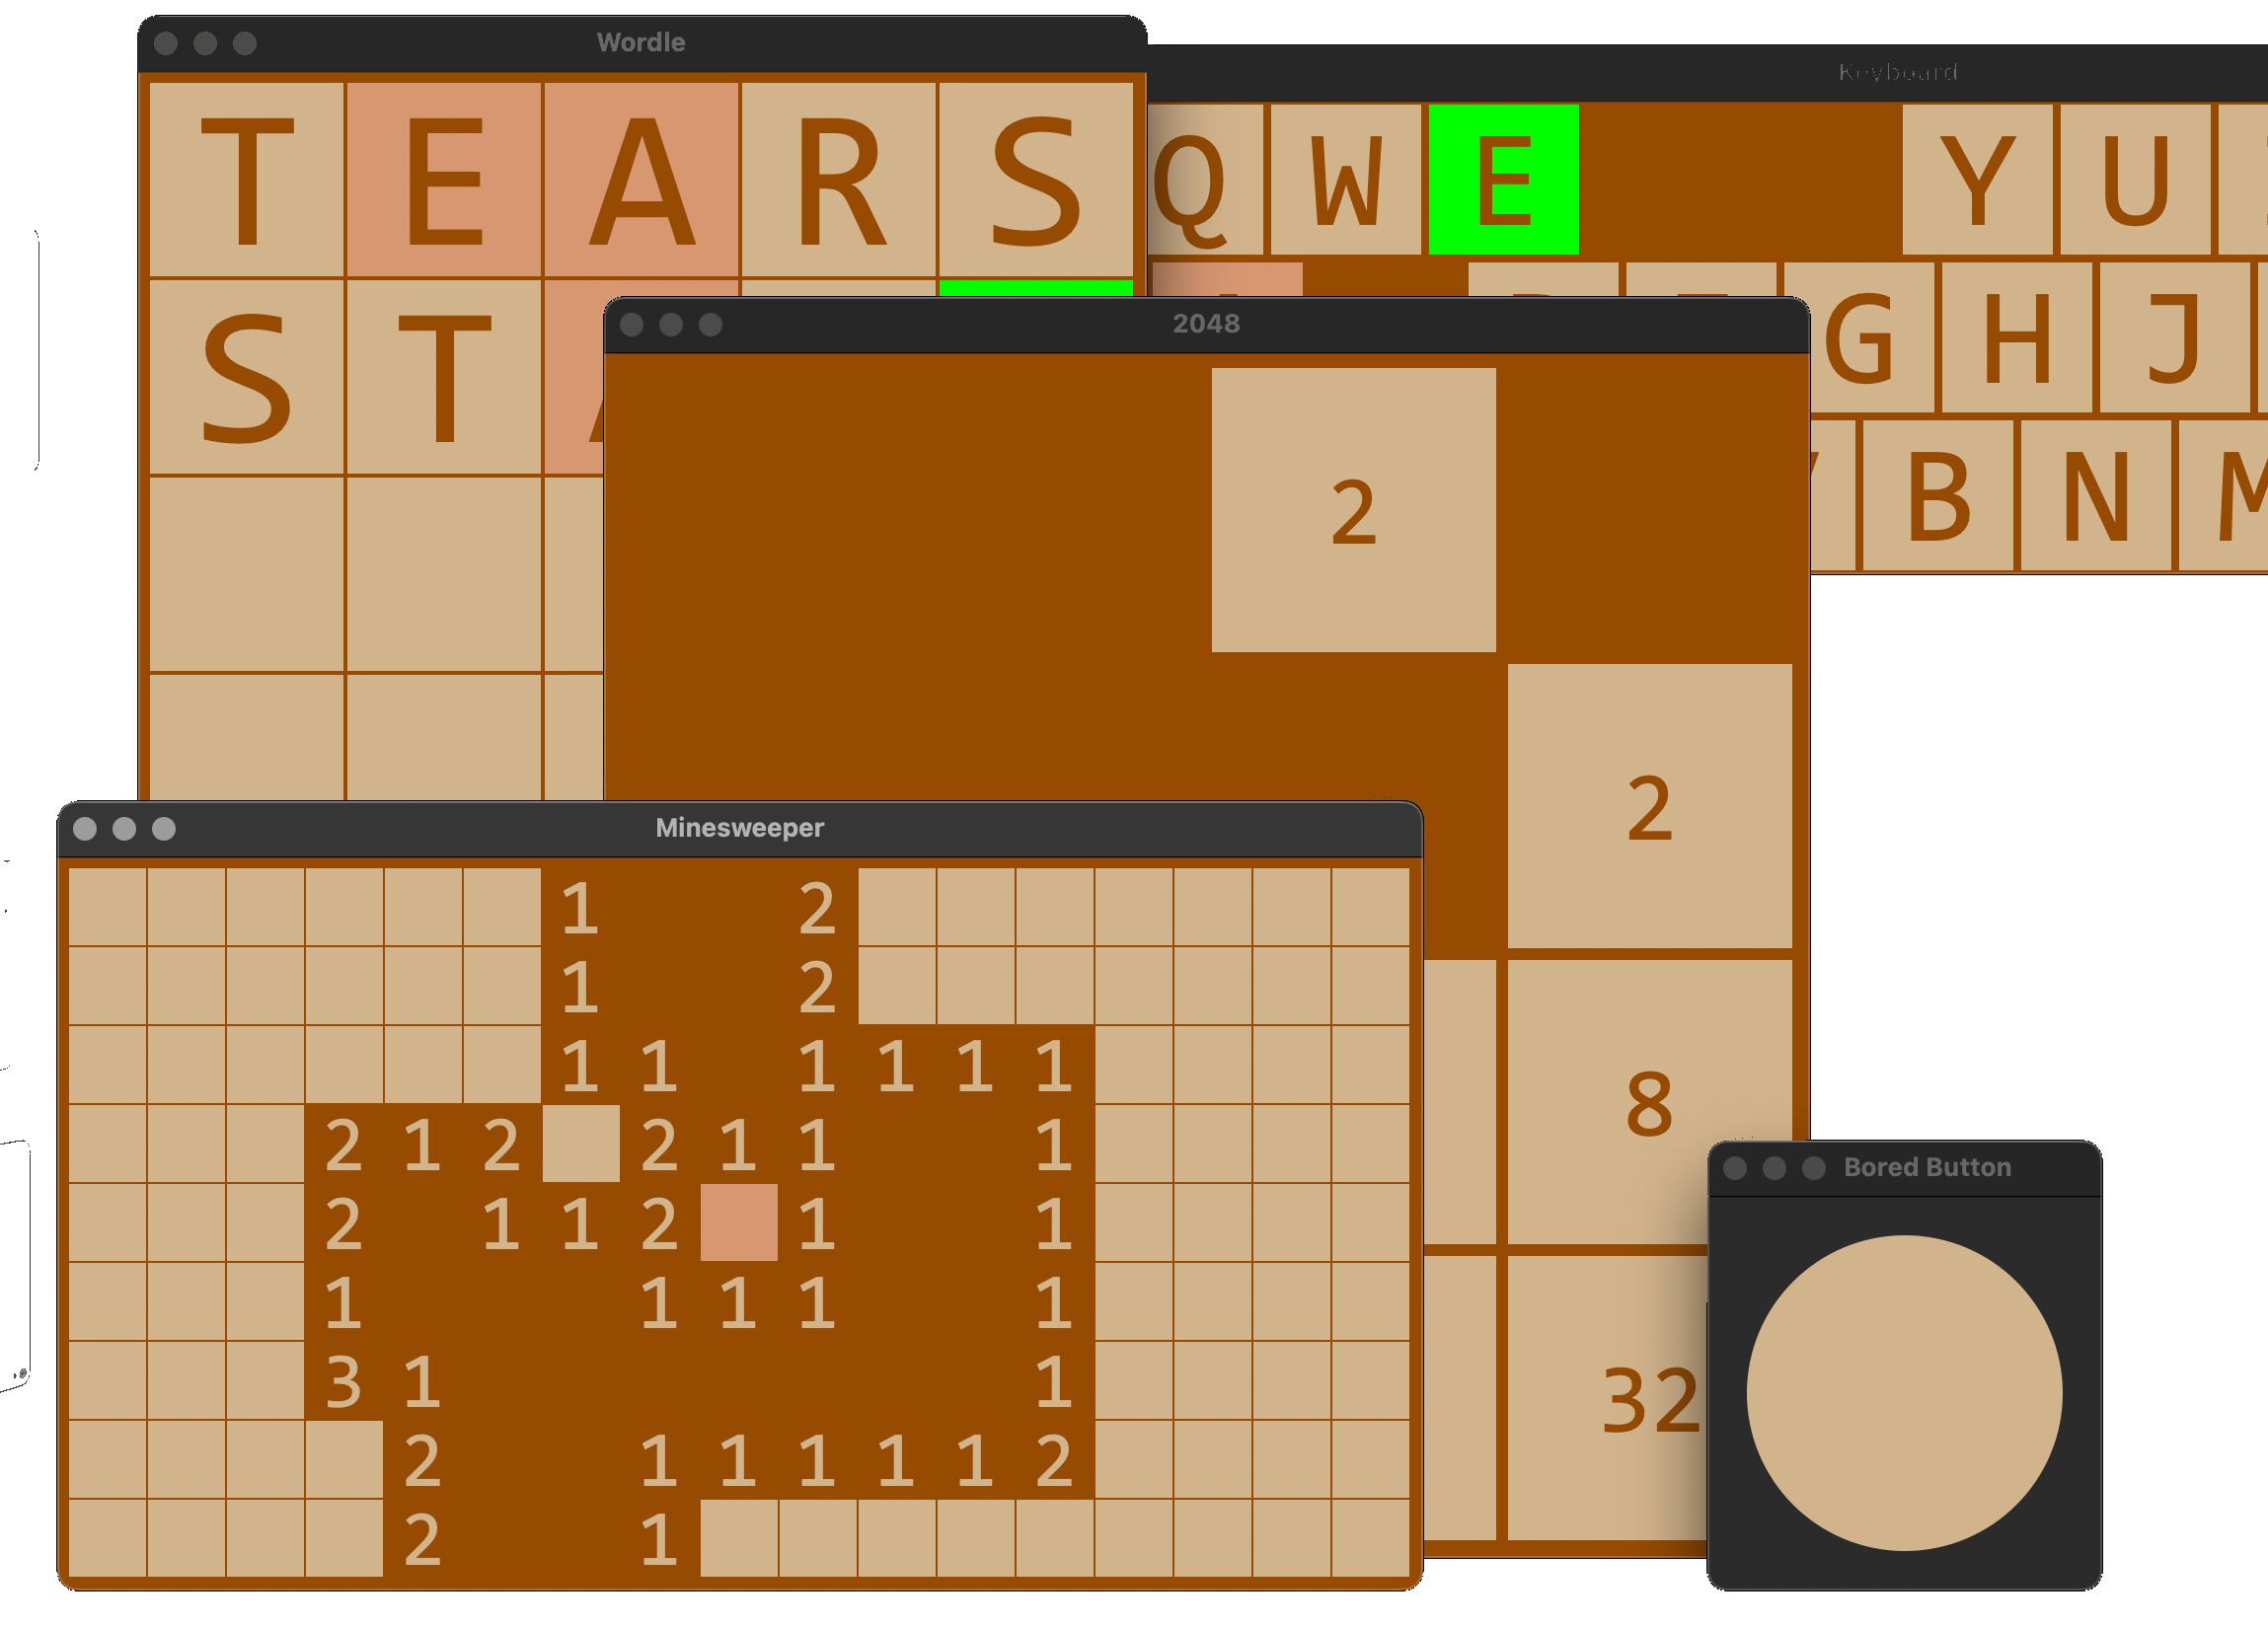 Wordle
T E A R S
S T
Keyboard
Q W E Y U
G H J
B N M
2048
2
2
8
32
Minesweeper
1 2
1 2
1 1 1 1 1 1
2 1 2 2 1 1 1
2 1 1 2 1 1
1 1 1 1 1
3 1 1
2 1 1 1 1 1 2
2 1
Bored Button